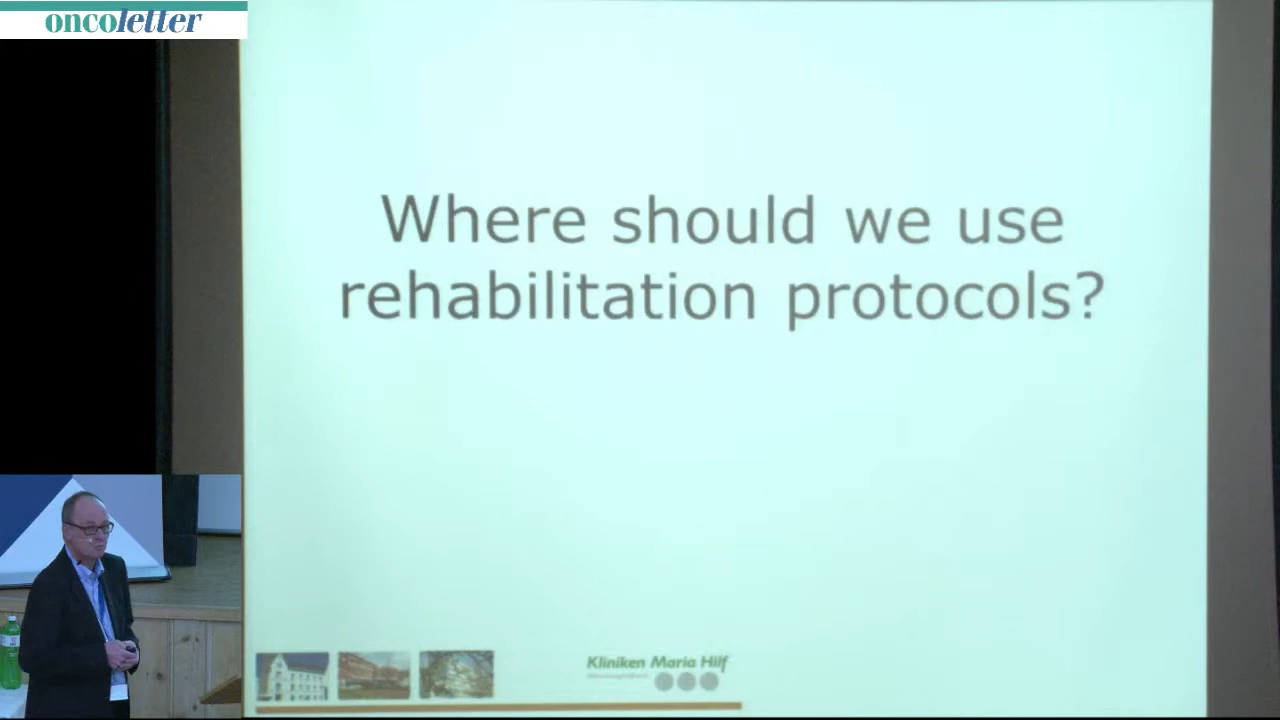 oncoletter
Where should we use
rehabilitation protocols?
Kliniken Maria Hilf